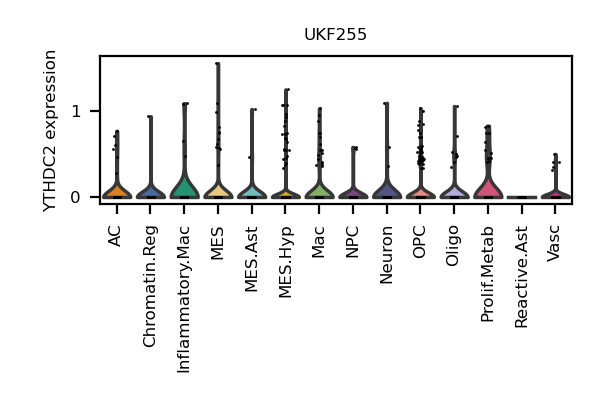 UKF255
YTHDC2 expression
1
0
AC
Chromatin.Reg
Inflammatory.Mac
MES
MES.Ast
MES.Hyp
Mac
NPC
Neuron
OPC
Oligo
Prolif.Metab
Reactive.Ast
Vasc